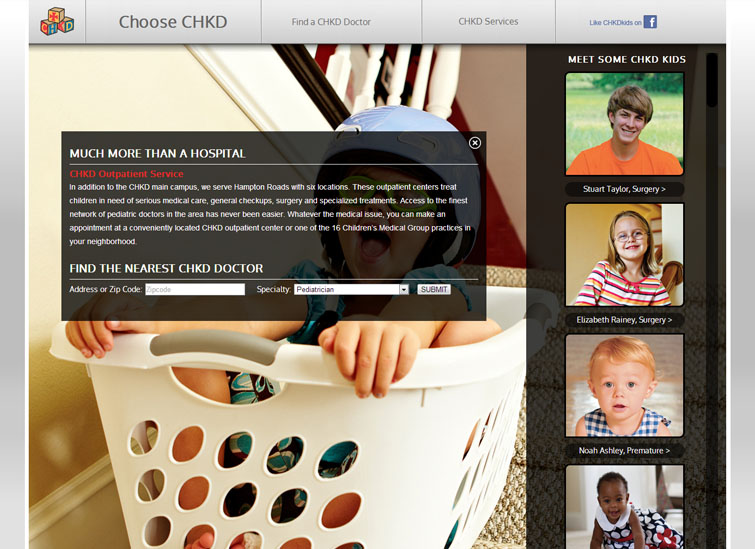 CHKD
Choose CHKD
Find a CHKD Doctor
CHKD Services
Like CHKDkids on f
MUCH MORE THAN A HOSPITAL
CHKD Outpatient Service
In addition to the CHKD main campus, we serve Hampton Roads with six locations. These outpatient centers treat
children in need of serious medical care, general checkups, surgery and specialized treatments. Access to the finest
network of pediatric doctors in the area has never been easier. Whatever the medical issue, you can make an
appointment at a conveniently located CHKD outpatient center or one of the 16 Children's Medical Group practices in
your neighborhood.
FIND THE NEAREST CHKD DOCTOR
Address or Zip Code: Zipcode Specialty: Pediatrician SUBMIT
MEET SOME CHKD KIDS
Stuart Taylor, Surgery >
Elizabeth Rainey, Surgery >
Noah Ashley, Premature >